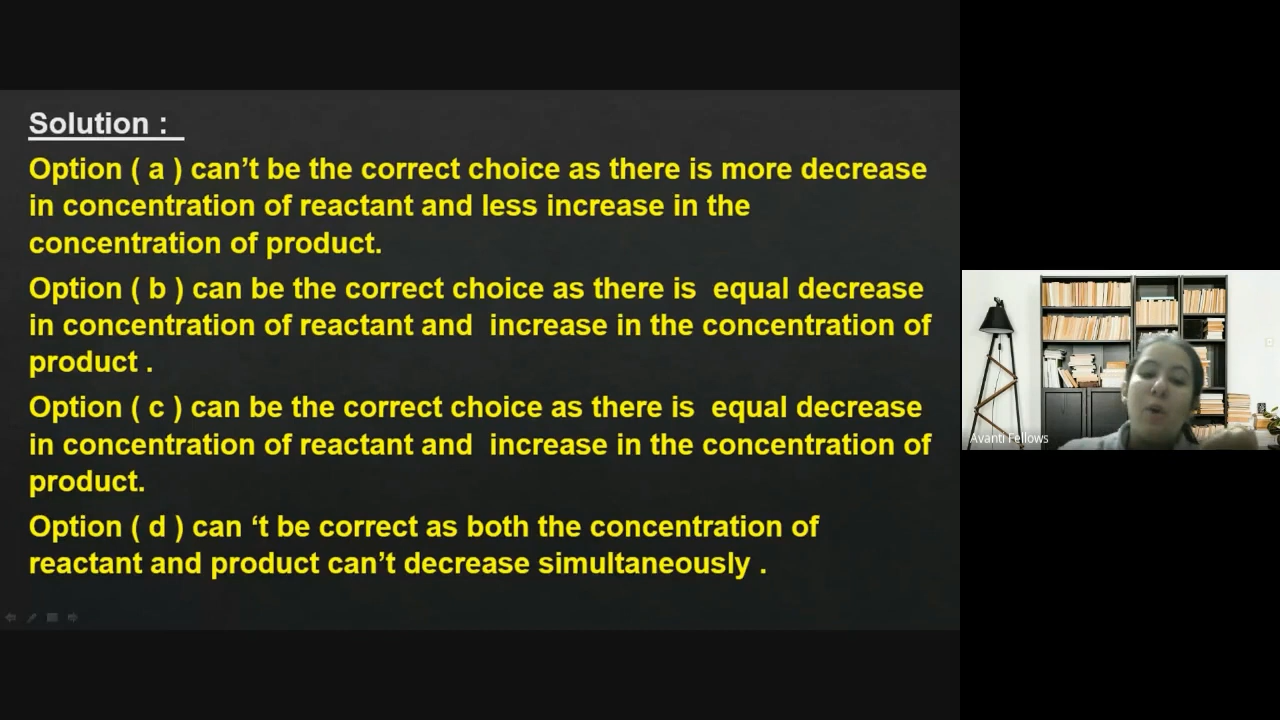 Solution :
Option ( a ) can’t be the correct choice as there is more decrease
in concentration of reactant and less increase in the
concentration of product.
Option ( b ) can be the correct choice as there is  equal decrease
in concentration of reactant and  increase in the concentration of
product .
Option ( c ) can be the correct choice as there is  equal decrease
in concentration of reactant and  increase in the concentration of
product.
Option ( d ) can ‘t be correct as both the concentration of
reactant and product can’t decrease simultaneously .
Avanti Fellows